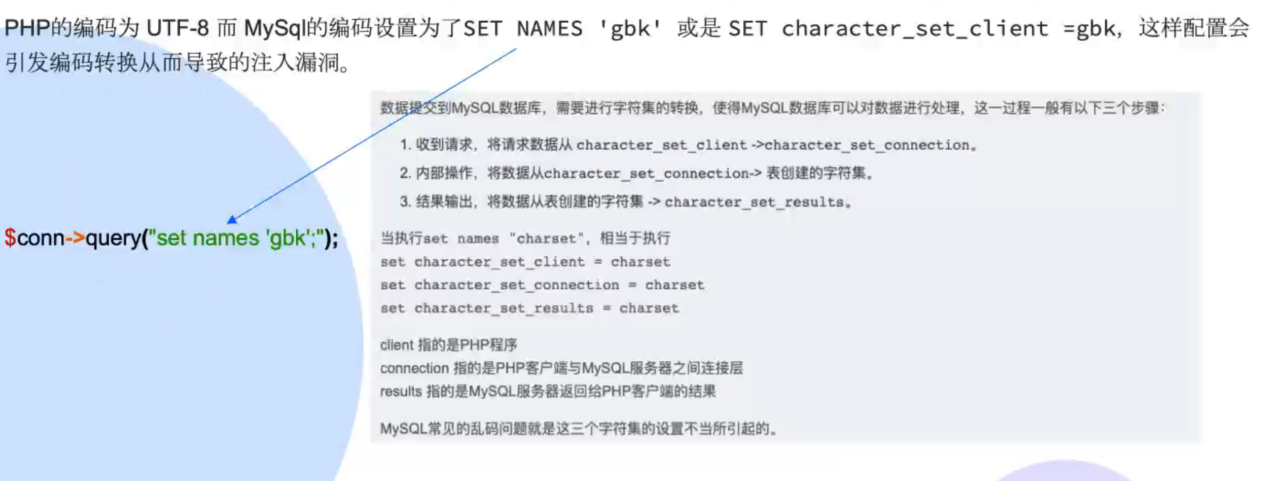 PHP的编码为 UTF-8 而 MySql的编码设置为了SET NAMES 'gbk' 或是 SET character_set_client =gbk，这样配置会
引发编码转换从而导致的注入漏洞。
数据提交到MySQL数据库，需要进行字符集的转换，使得MySQL数据库可以对数据进行处理，这一过程一般有以下三个步骤：
1. 收到请求，将请求数据从 character_set_client ->character_set_connection。
2. 内部操作，将数据从character_set_connection-> 表创建的字符集。
3. 结果输出，将数据从表创建的字符集 -> character_set_results。
$conn->query("set names 'gbk';");
当执行set names "charset"，相当于执行
set character_set_client = charset
set character_set_connection = charset
set character_set_results = charset
client 指的是PHP程序
connection 指的是PHP客户端与MySQL服务器之间连接层
results 指的是MySQL服务器返回给PHP客户端的结果
MySQL常见的乱码问题就是这三个字符集的设置不当所引起的。